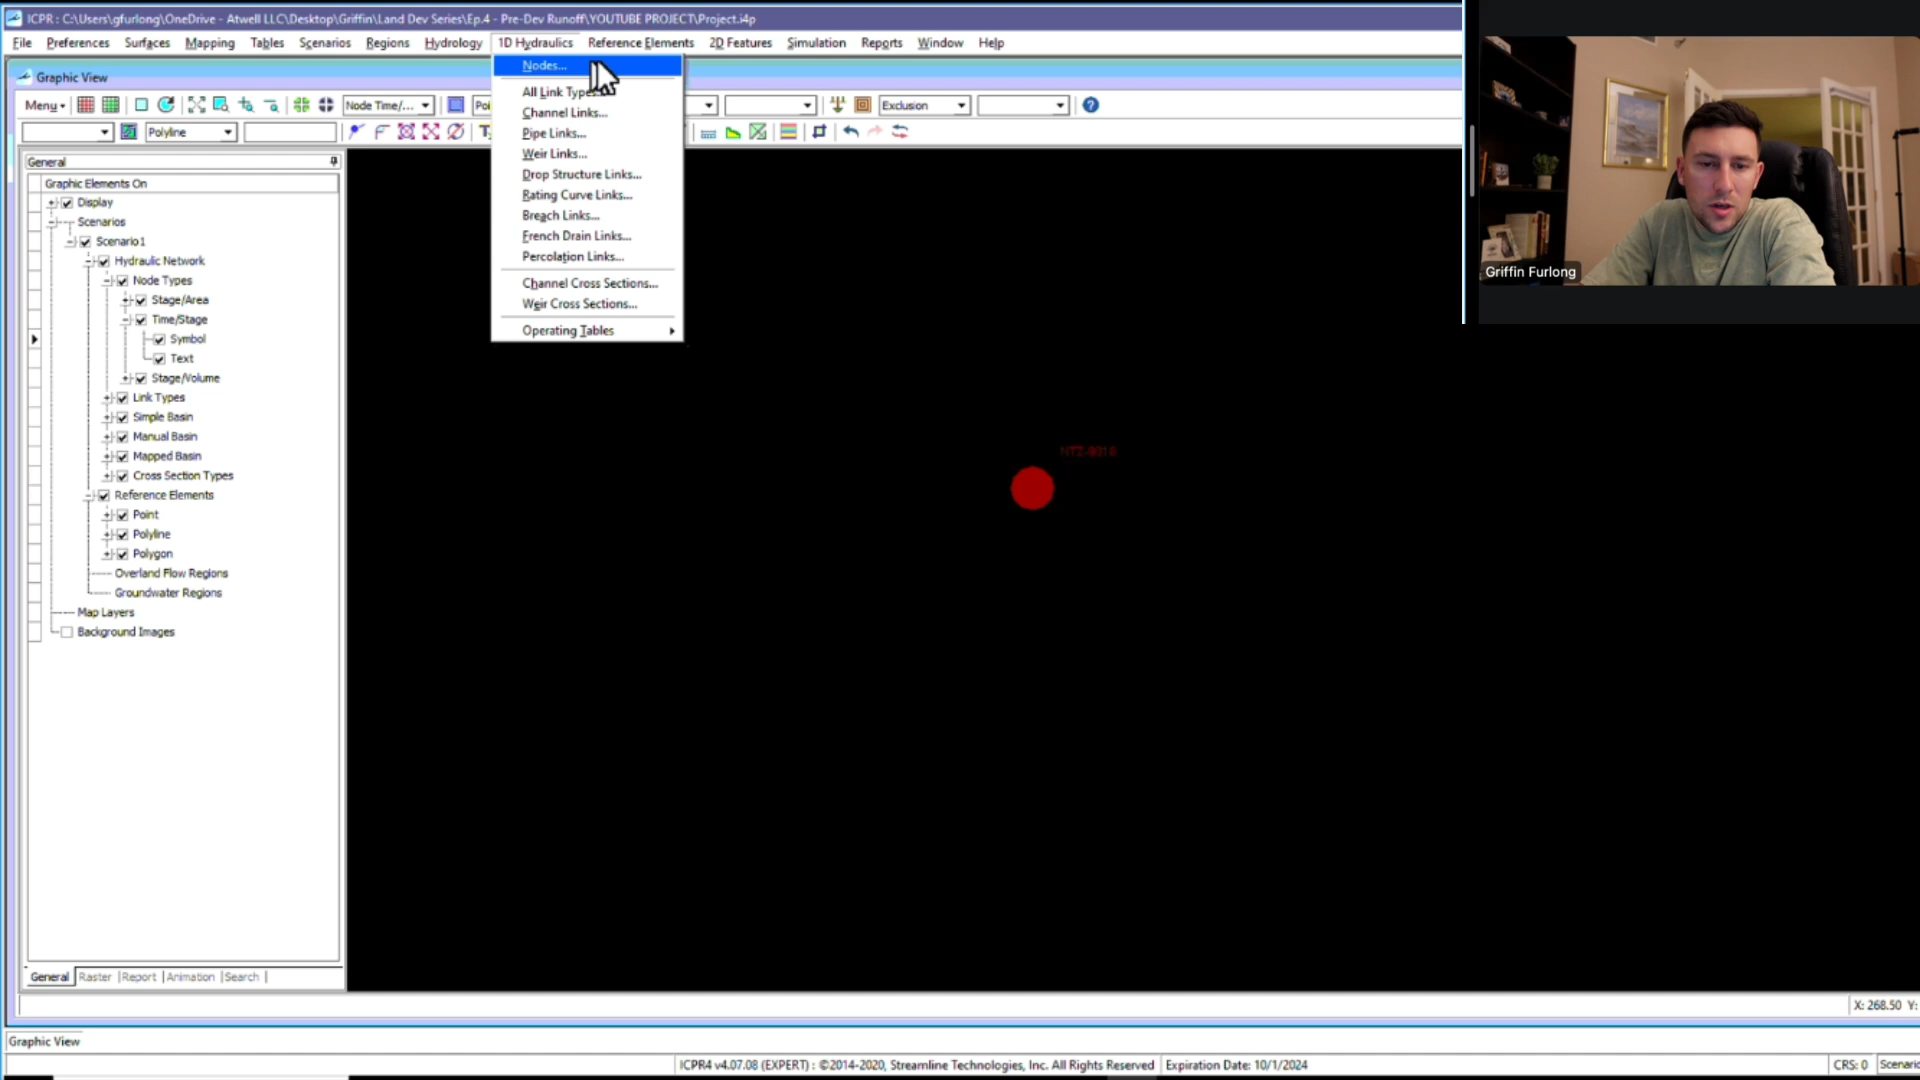 ICPR : C:\Users\gfurlong\OneDrive - Atwell LLC\Desktop\Griffin\Land Dev Series\Ep.4 - Pre-Dev Runoff\YOUTUBE PROJECT\Project.i4p
File Preferences Surfaces Mapping Tables Scenarios Regions Hydrology 1D Hydraulics Reference Elements 2D Features Simulation Reports Window Help
Graphic View
Menu Node Time/... Exclusion
Polyline
Nodes...
All Link Types...
Channel Links...
Pipe Links...
Weir Links...
Drop Structure Links...
Rating Curve Links...
Breach Links...
French Drain Links...
Percolation Links...
Channel Cross Sections...
Weir Cross Sections...
Operating Tables
General
Graphic Elements On
Display
Scenarios
Scenario1
Hydraulic Network
Node Types
Stage/Area
Time/Stage
Symbol
Text
Stage/Volume
Link Types
Simple Basin
Manual Basin
Mapped Basin
Cross Section Types
Reference Elements
Point
Polyline
Polygon
Overland Flow Regions
Groundwater Regions
Map Layers
Background Images
General Raster Report Animation Search
Griffin Furlong
X: 268.50 Y:
Graphic View
ICPR4 v4.07.08 (EXPERT) : ©2014-2020, Streamline Technologies, Inc. All Rights Reserved Expiration Date: 10/1/2024 CRS: 0 Scenario